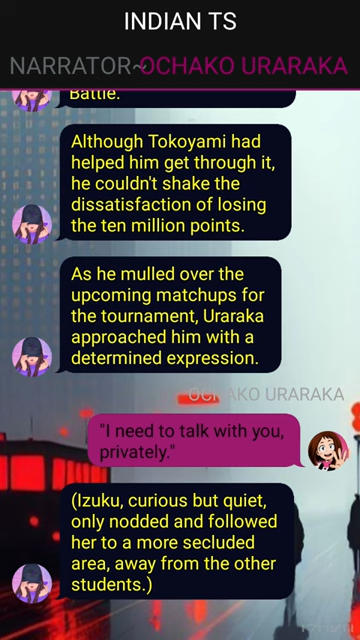 INDIAN TS
NARRATOR~OCHAKO URARAKA
Battle.
Although Tokoyami had
helped him get through it,
he couldn't shake the
dissatisfaction of losing
the ten million points.
As he mulled over the
upcoming matchups for
the tournament, Uraraka
approached him with a
determined expression.
OCHAKO URARAKA
"I need to talk with you,
privately."
(Izuku, curious but quiet,
only nodded and followed
her to a more secluded
area, away from the other
students.)